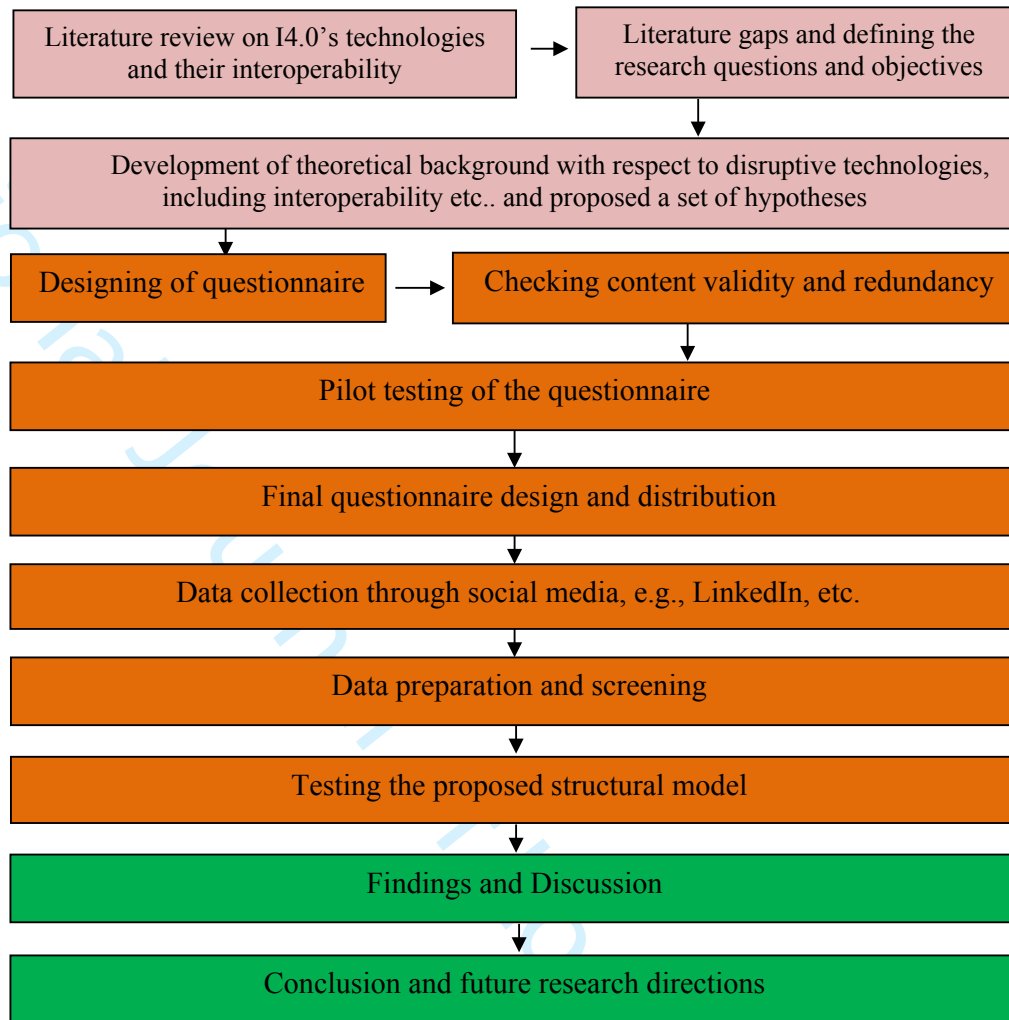 Literature review on I4.0’s technologies
and their interoperability
Literature gaps and defining the
research questions and objectives
Development of theoretical background with respect to disruptive technologies,
including interoperability etc.. and proposed a set of hypotheses
Designing of questionnaire
Checking content validity and redundancy
Pilot testing of the questionnaire
Final questionnaire design and distribution
Data collection through social media, e.g., LinkedIn, etc.
Data preparation and screening
Testing the proposed structural model
Findings and Discussion
Conclusion and future research directions